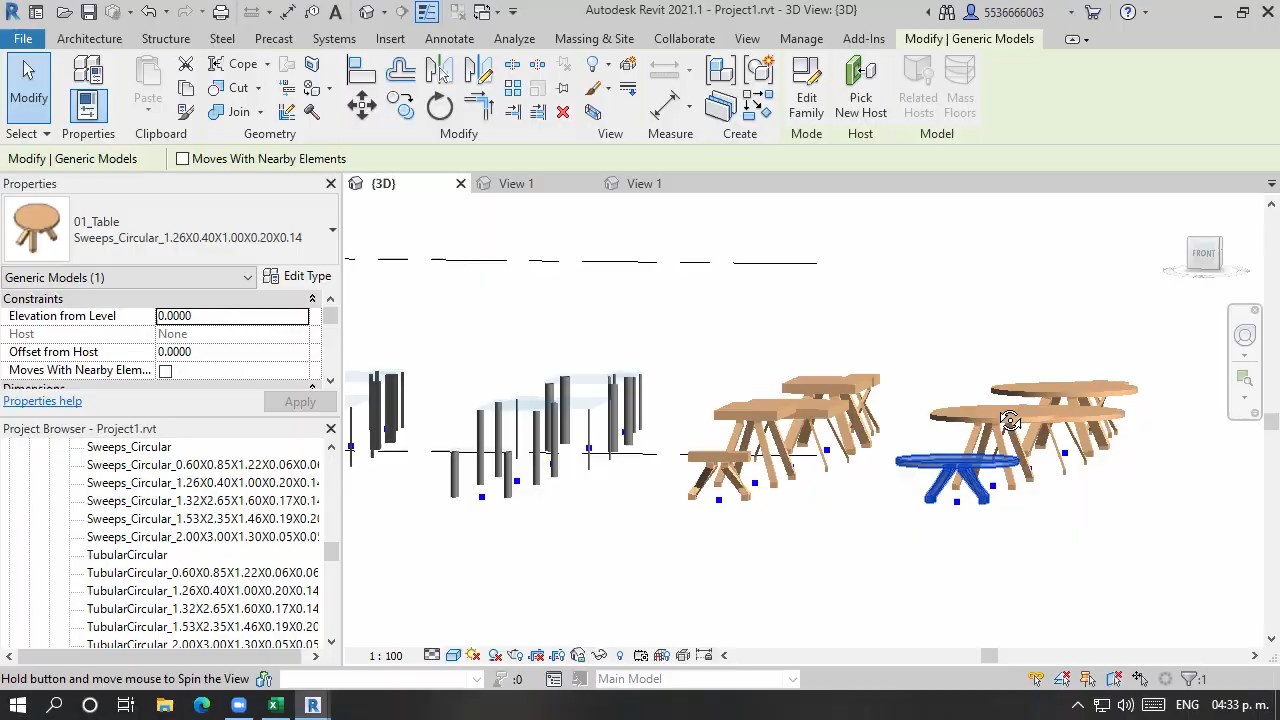 Autodesk Revit 2021.1 - Project1.rvt - 3D View: {3D}
5536666063
File Architecture Structure Steel Precast Systems Insert Annotate Analyze Massing & Site Collaborate View Manage Add-Ins Modify | Generic Models
Modify
Paste
Cope
Cut
Join
Edit Family
Pick New Host
Related Hosts
Mass Floors
Select Properties Clipboard Geometry Modify View Measure Create Mode Host Model
Modify | Generic Models Moves With Nearby Elements
Properties
{3D} View 1 View 1
01_Table
Sweeps_Circular_1.26X0.40X1.00X0.20X0.14
Generic Models (1) Edit Type
Constraints
Elevation from Level 0.0000
Host None
Offset from Host 0.0000
Moves With Nearby Elem...
Properties help Apply
FRONT
Project Browser - Project1.rvt
Sweeps_Circular
Sweeps_Circular_0.60X0.85X1.22X0.06X0.0
Sweeps_Circular_1.26X0.40X1.00X0.20X0.1
Sweeps_Circular_1.32X2.65X1.60X0.17X0.1
Sweeps_Circular_1.53X2.35X1.46X0.19X0.2
Sweeps_Circular_2.00X3.00X1.30X0.05X0.0
TubularCircular
TubularCircular_0.60X0.85X1.22X0.06X0.06
TubularCircular_1.26X0.40X1.00X0.20X0.14
TubularCircular_1.32X2.65X1.60X0.17X0.14
TubularCircular_1.53X2.35X1.46X0.19X0.20
TubularCircular_2.00X3.00X1.30X0.05X0.05
1 : 100
Hold button and move mouse to Spin the View :0 Main Model :1
ENG 04:33 p. m.